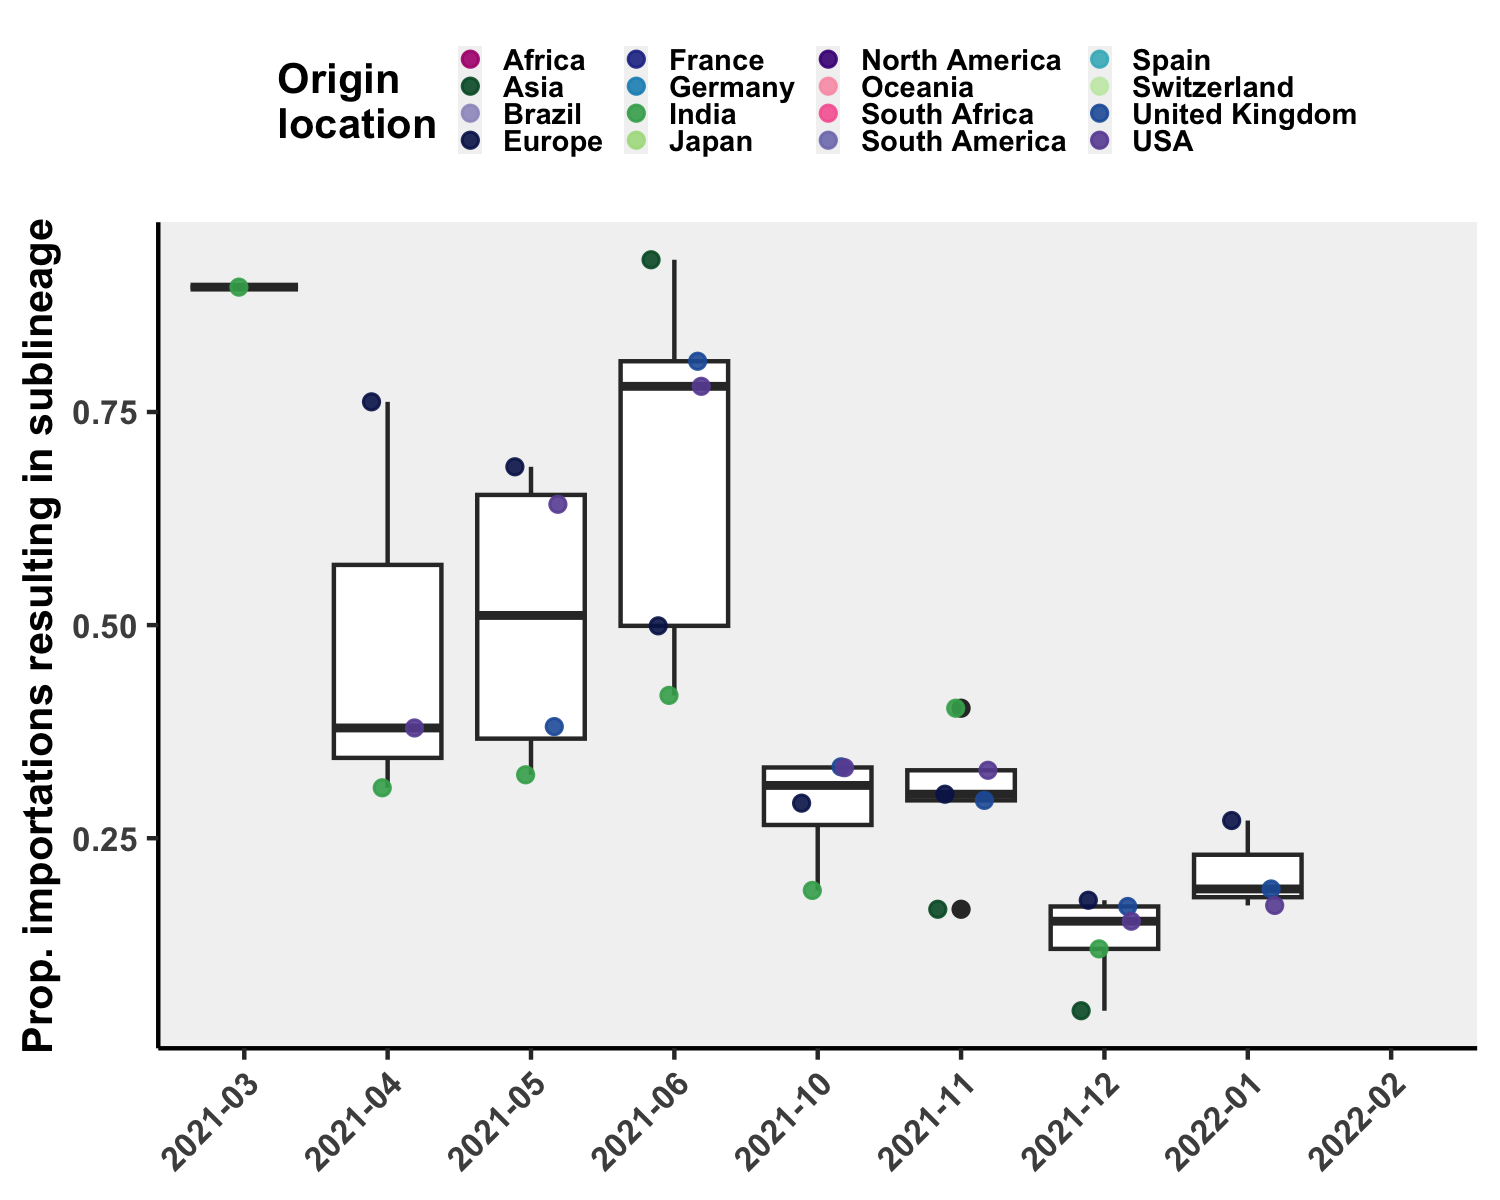 Origin
location
Africa
Asia
Brazil
Europe
France
Germany
India
Japan
North America
Oceania
South Africa
South America
Spain
Switzerland
United Kingdom
USA
Prop. importations resulting in sublineage
0.75
0.50
0.25
2021-03
2021-04
2021-05
2021-06
2021-10
2021-11
2021-12
2022-01
2022-02